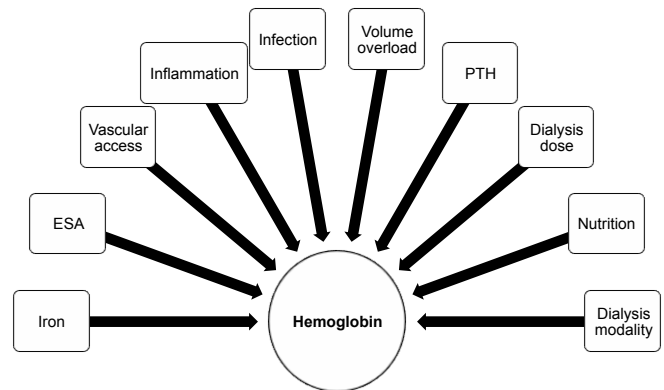 Infection
Volume
overload
Inflammation
PTH
Vascular
access
Dialysis
dose
ESA
Nutrition
Iron
Hemoglobin
Dialysis
modality